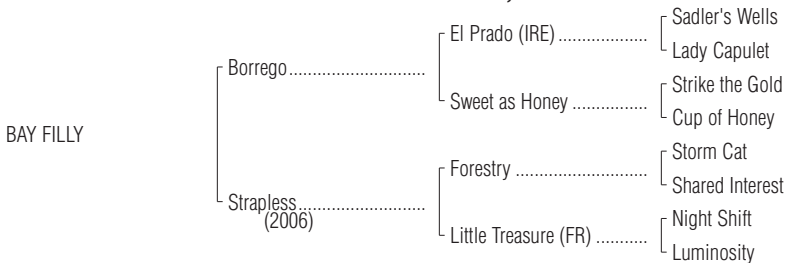 Sadler's Wells
El Prado (IRE) ...................
Lady Capulet
Borrego.............................
Strike the Gold
Sweet as Honey ................
Cup of Honey
BAY FILLY
Storm Cat
Forestry ............................
Shared Interest
Strapless...........................
(2006)
Night Shift
Little Treasure (FR) ...........
Luminosity